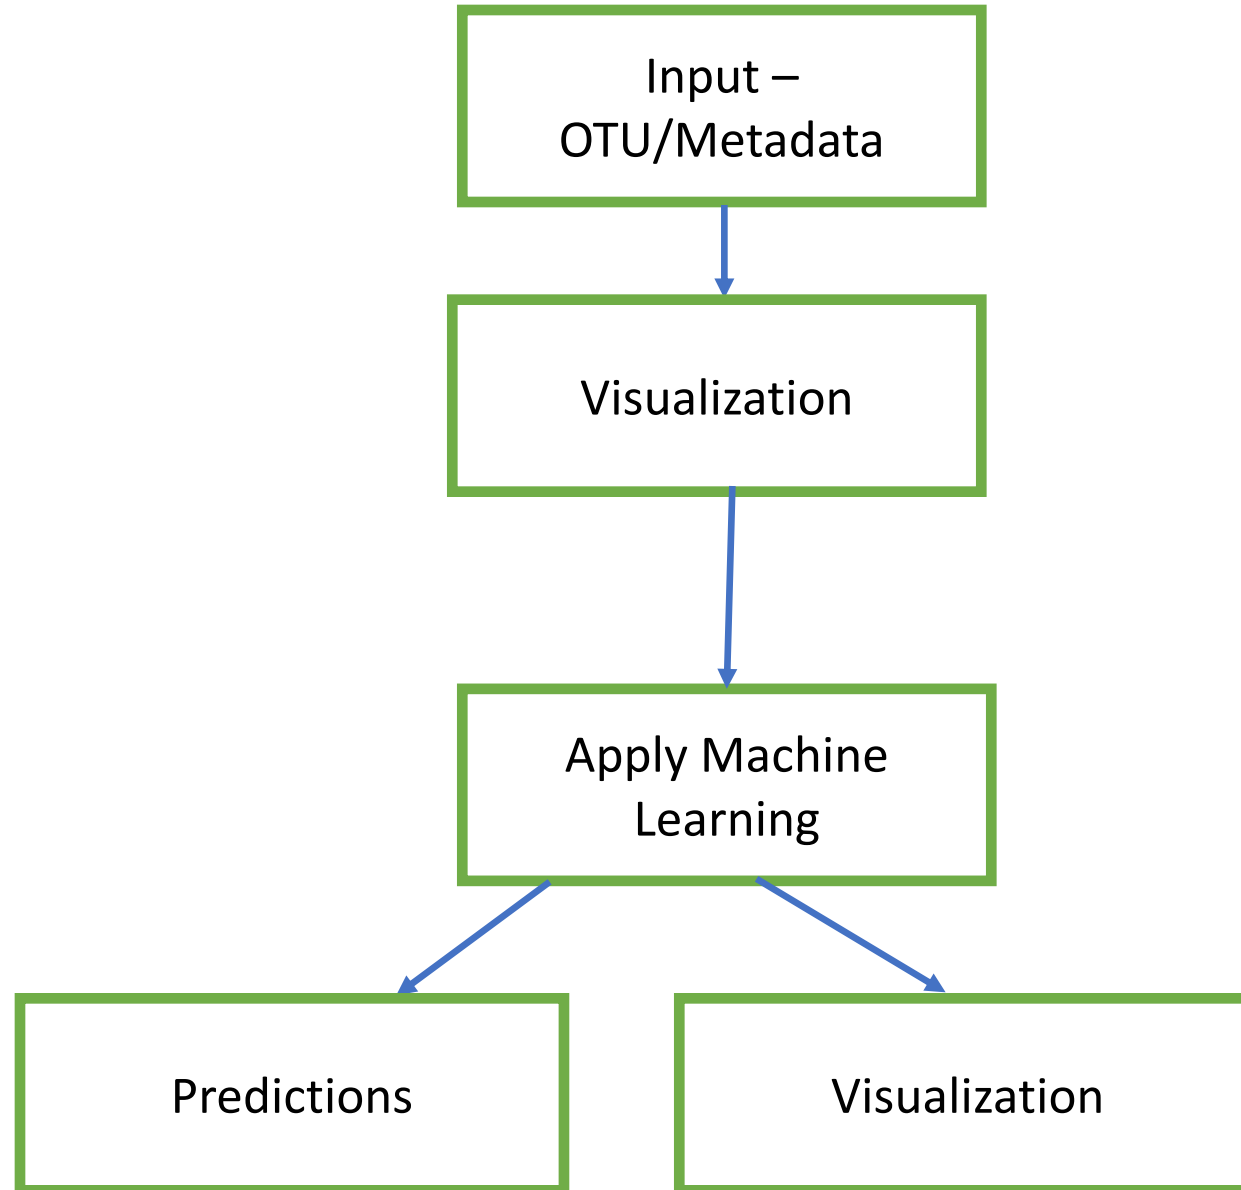 Input –
OTU/Metadata
Visualization
Apply Machine
Learning
Predictions
Visualization